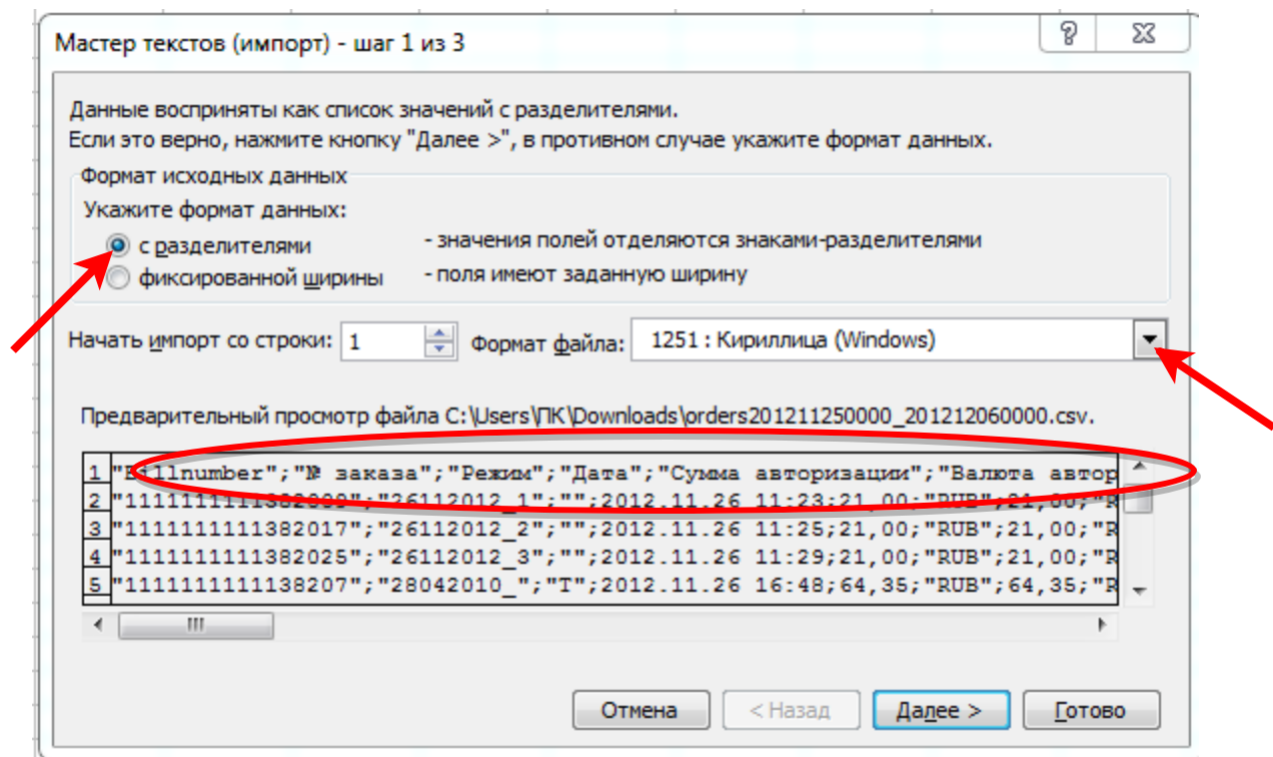 Мастер текстов (импорт) - шаг 1 из 3
Данные восприняты как список значений с разделителями.
Если это верно, нажмите кнопку "Далее >", в противном случае укажите формат данных.
Формат исходных данных
Укажите формат данных:
с разделителями - значения полей отделяются знаками-разделителями
фиксированной ширины - поля имеют заданную ширину
Начать импорт со строки: 1 Формат файла: 1251 : Кириллица (Windows)
Предварительный просмотр файла C:\Users\ПК\Downloads\orders201211250000_201212060000.csv.
1 "Billnumber";"№ заказа";"Режим";"Дата";"Сумма авторизации";"Валюта автор
2 "1111111111382009";"26112012_1";"";2012.11.26 11:23;21,00;"RUB";21,00;"R
3 "1111111111382017";"26112012_2";"";2012.11.26 11:25;21,00;"RUB";21,00;"R
4 "1111111111382025";"26112012_3";"";2012.11.26 11:29;21,00;"RUB";21,00;"R
5 "1111111111138207";"28042010_";"T";2012.11.26 16:48;64,35;"RUB";64,35;"R
Отмена < Назад Далее > Готово